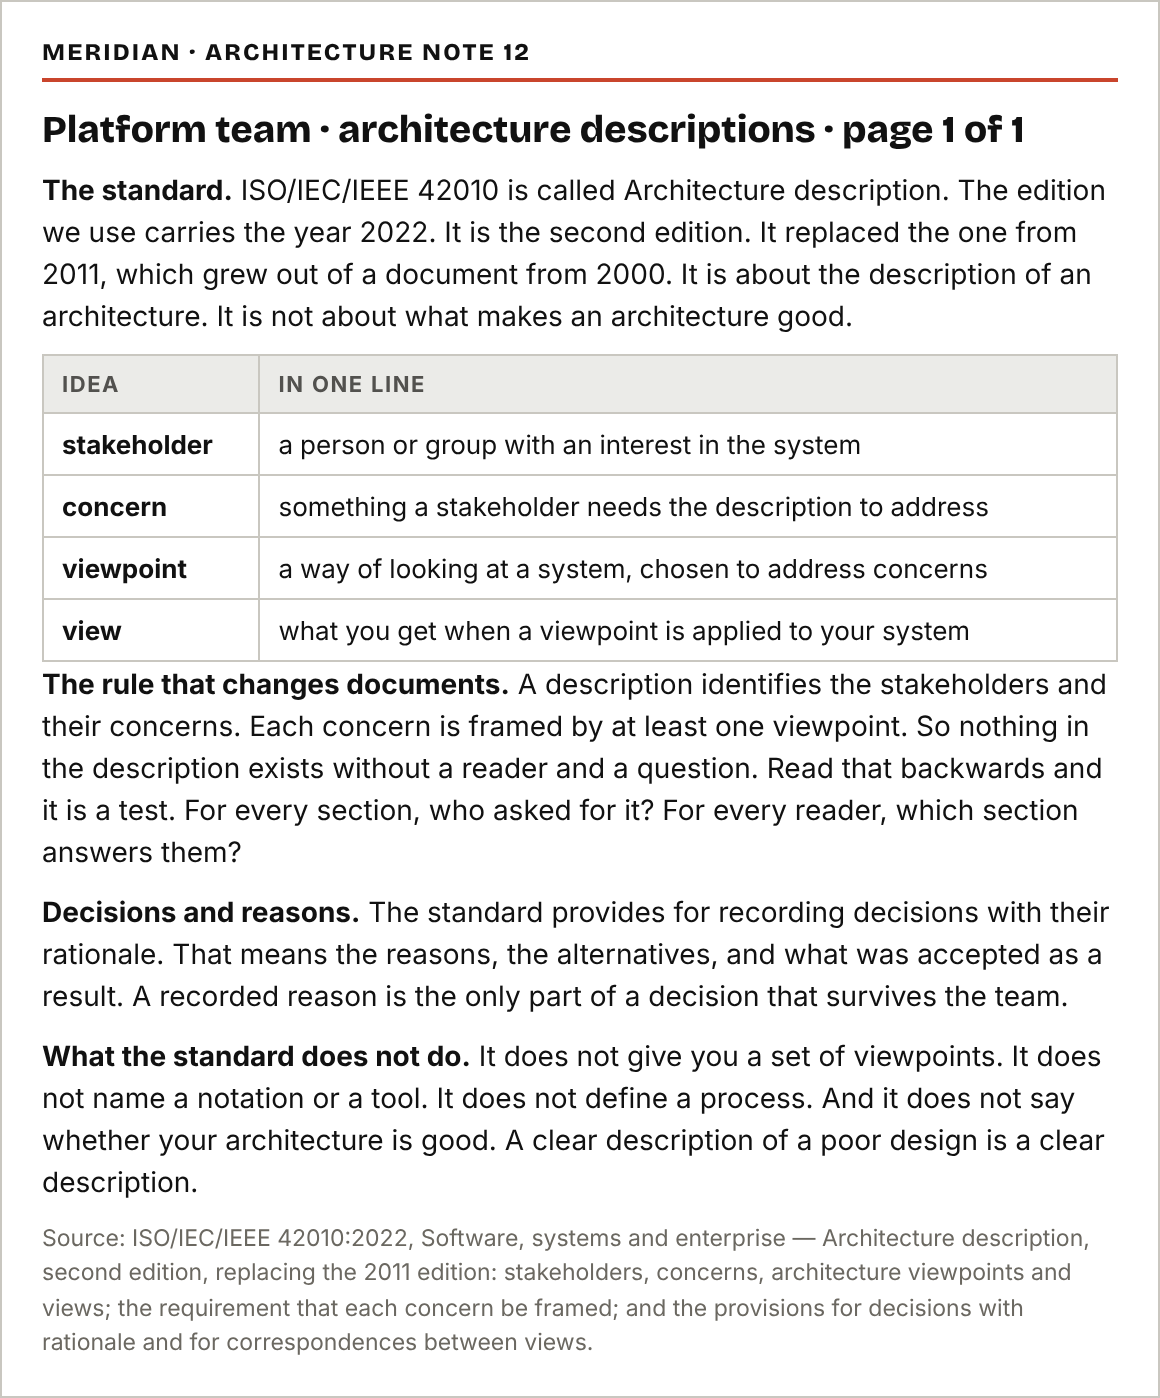 MERIDIAN · ARCHITECTURE NOTE 12
Platform team · architecture descriptions · page 1 of 1
The standard. ISO/IEC/IEEE 42010 is called Architecture description. The edition
we use carries the year 2022. It is the second edition. It replaced the one from
2011, which grew out of a document from 2000. It is about the description of an
architecture. It is not about what makes an architecture good.
IDEA IN ONE LINE
stakeholder a person or group with an interest in the system
concern something a stakeholder needs the description to address
viewpoint a way of looking at a system, chosen to address concerns
view what you get when a viewpoint is applied to your system
The rule that changes documents. A description identifies the stakeholders and
their concerns. Each concern is framed by at least one viewpoint. So nothing in
the description exists without a reader and a question. Read that backwards and
it is a test. For every section, who asked for it? For every reader, which section
answers them?
Decisions and reasons. The standard provides for recording decisions with their
rationale. That means the reasons, the alternatives, and what was accepted as a
result. A recorded reason is the only part of a decision that survives the team.
What the standard does not do. It does not give you a set of viewpoints. It does
not name a notation or a tool. It does not define a process. And it does not say
whether your architecture is good. A clear description of a poor design is a clear
description.
Source: ISO/IEC/IEEE 42010:2022, Software, systems and enterprise — Architecture description,
second edition, replacing the 2011 edition: stakeholders, concerns, architecture viewpoints and
views; the requirement that each concern be framed; and the provisions for decisions with
rationale and for correspondences between views.